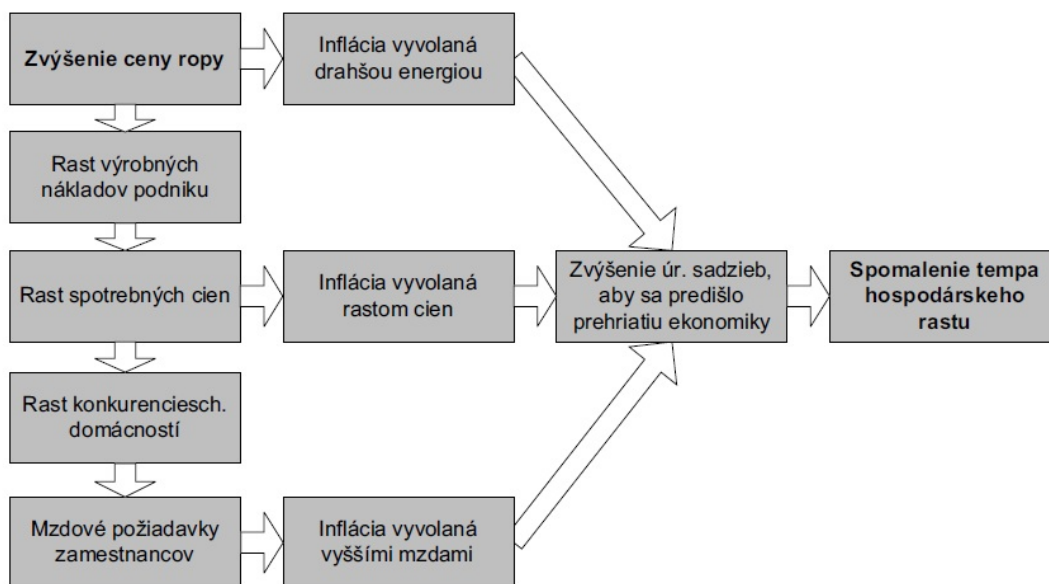 Zvýšenie ceny ropy
Inflácia vyvolaná
drahšou energiou
Rast výrobných
nákladov podniku
Rast spotrebných cien
Inflácia vyvolaná
rastom cien
Zvýšenie úr. sadzieb,
aby sa predišlo
prehriatiu ekonomiky
Spomalenie tempa
hospodárskeho
rastu
Rast konkurenciesch.
domácností
Mzdové požiadavky
zamestnancov
Inflácia vyvolaná
vyššími mzdami